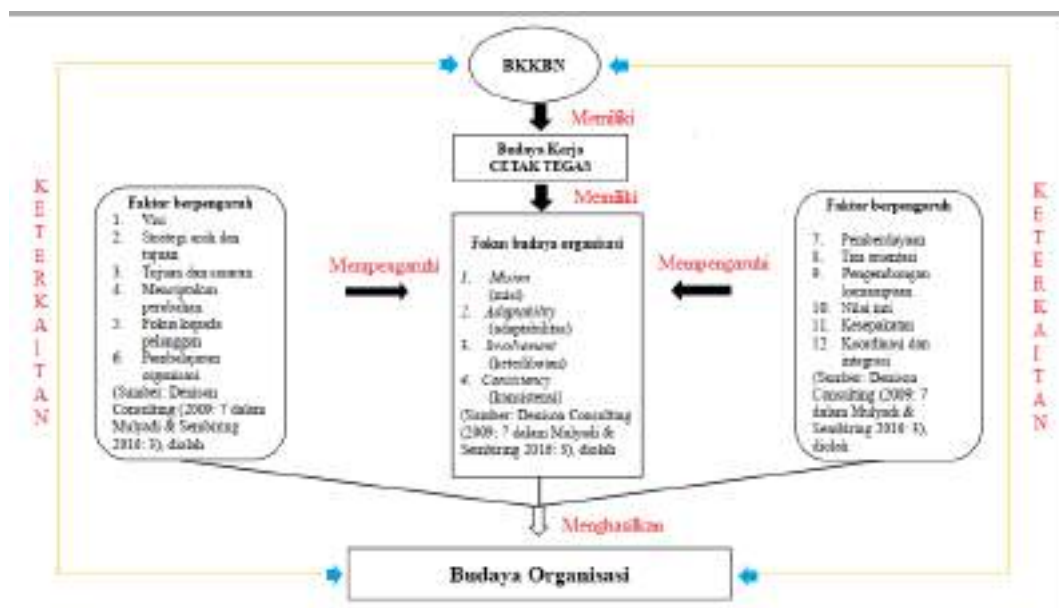 BKKBN
Memiliki
Budaya Kerja
CETAK TEGAS
Memiliki
KETERKAITAN
Faktor berpengaruh
1. Visi
2. Strategi arah dan
tujuan
3. Tujuan dan sasaran
4. Menciptakan
perubahan
5. Fokus kepada
pelanggan
6. Pembelajaran
organisasi
(Sumber: Denison
Consulting (2009: 7 dalam
Mulyadi & Sembiring
2016: 5), diolah
Mempengaruhi
Fokus budaya organisasi
1. Mission
(misi)
2. Adaptability
(adaptabilitas)
3. Involvement
(keterlibatan)
4. Consistency
(konsistensi)
(Sumber: Denison Consulting
(2009: 7 dalam Mulyadi &
Sembiring 2016: 5), diolah
Mempengaruhi
Faktor berpengaruh
7. Pemberdayaan
8. Tim orientasi
9. Pengembangan
kemampuan
10. Nilai inti
11. Kesepakatan
12. Koordinasi dan
integrasi
(Sumber: Denison
Consulting (2009: 7
dalam Mulyadi &
Sembiring 2016: 5),
diolah
KETERKAITAN
Menghasilkan
Budaya Organisasi